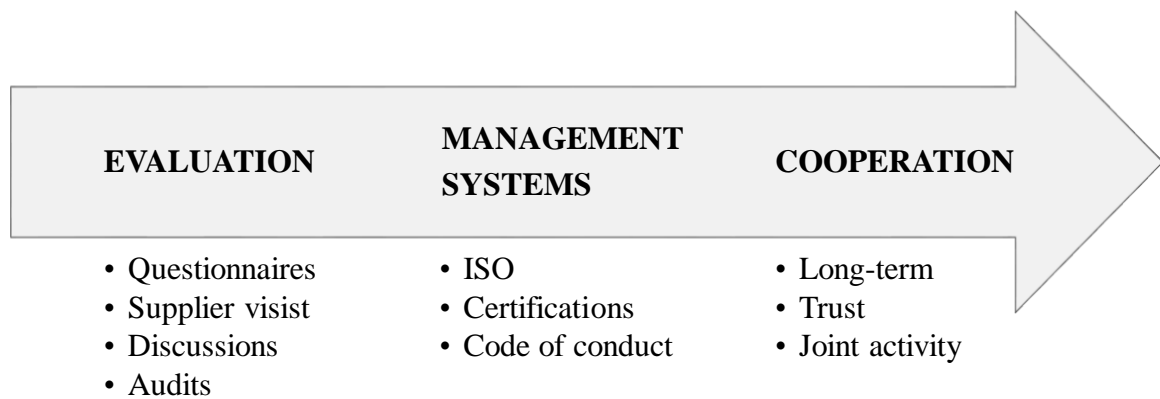 EVALUATION
MANAGEMENT
SYSTEMS
COOPERATION
• Questionnaires
• Supplier visist
• Discussions
• Audits
• ISO
• Certifications
• Code of conduct
• Long-term
• Trust
• Joint activity